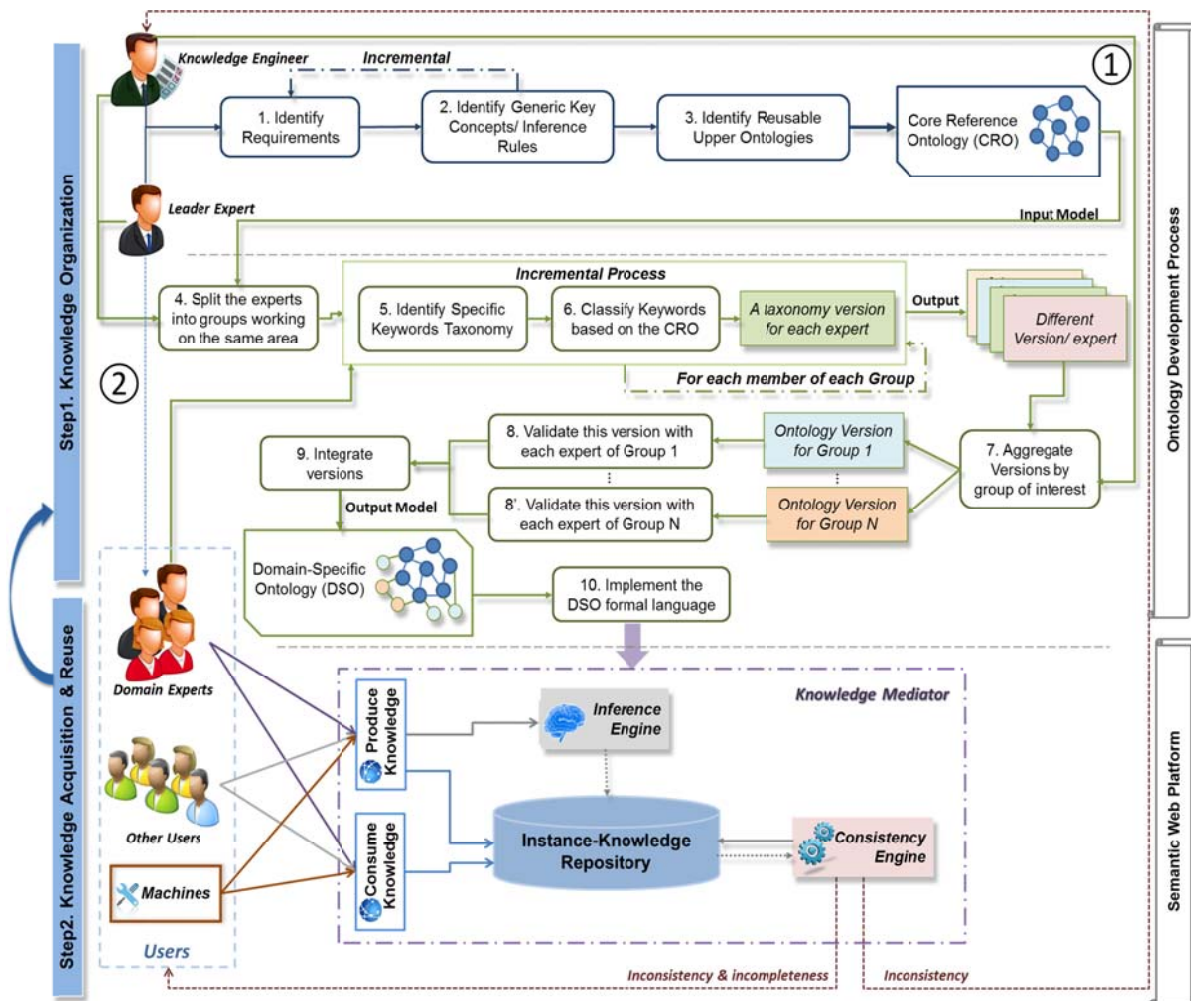 Knowledge Engineer
Incremental
1
1. Identify
Requirements
2. Identify Generic Key
Concepts/ Inference
Rules
3. Identify Reusable
Upper Ontologies
Core Reference
Ontology (CRO)
Leader Expert
Input Model
Step1. Knowledge Organization
Ontology Development Process
Incremental Process
4. Split the experts
into groups working
on the same area
5. Identify Specific
Keywords Taxonomy
6. Classify Keywords
based on the CRO
A taxonomy version
for each expert
Output
Different
Version/ expert
2
For each member of each Group
9. Integrate
versions
8. Validate this version with
each expert of Group 1
Ontology Version
for Group 1
7. Aggregate
Versions by
group of interest
8'. Validate this version with
each expert of Group N
Ontology Version
for Group N
Output Model
Domain-Specific
Ontology (DSO)
10. Implement the
DSO formal language
Step2. Knowledge Acquisition & Reuse
Semantic Web Platform
Domain Experts
Knowledge Mediator
Produce
Knowledge
Inference
Engine
Other Users
Consume
Knowledge
Instance-Knowledge
Repository
Consistency
Engine
Machines
Users
Inconsistency & incompleteness
Inconsistency